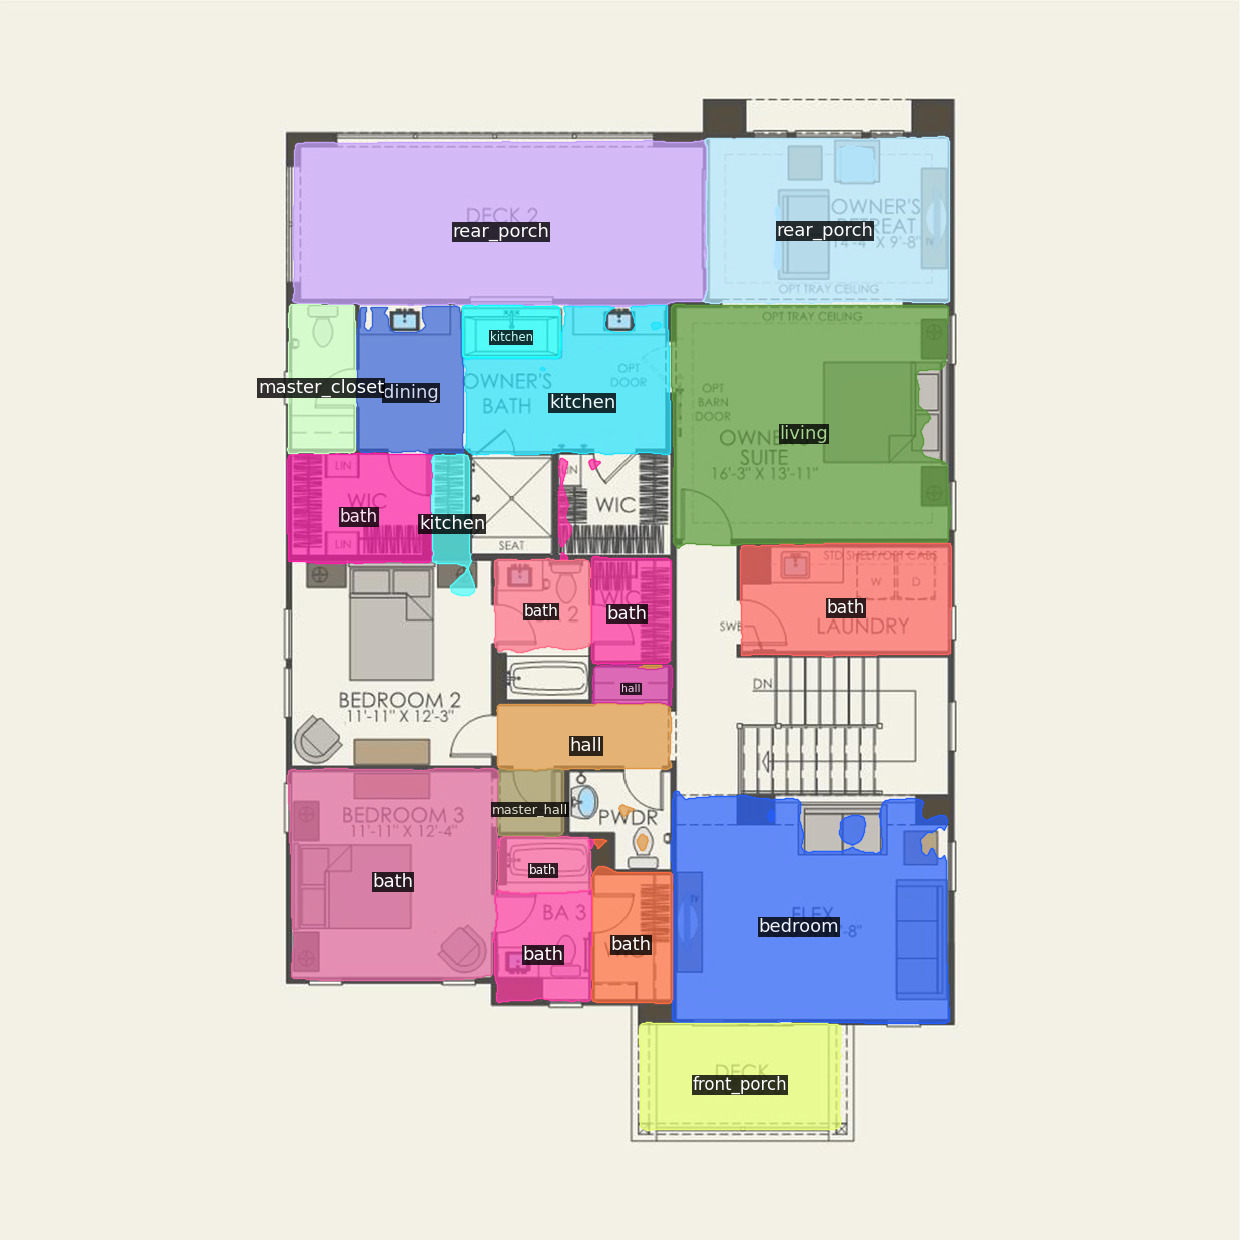 DECK 2
rear_porch
OWNER'S
RETREAT
14'-4" X 9'-8"
rear_porch
TV
OPT TRAY CEILING
OPT TRAY CEILING
kitchen
master_closet
dining
OWNER'S
BATH
kitchen
OPT
DOOR
OPT
BARN
DOOR
living
OWNER'S
SUITE
16'-3" X 13'-11"
LIN
WIC
bath
LIN
kitchen
SEAT
LIN
WIC
STD SHELF/OPT CABS
W
D
bath
LAUNDRY
bath
2
WIC
bath
hall
DN
BEDROOM 2
11'-11" X 12'-3"
hall
BEDROOM 3
11'-11" X 12'-4"
bath
master_hall
PWDR
bath
BA 3
bath
bath
TV
FLEX
bedroom
-8"
DECK
front_porch